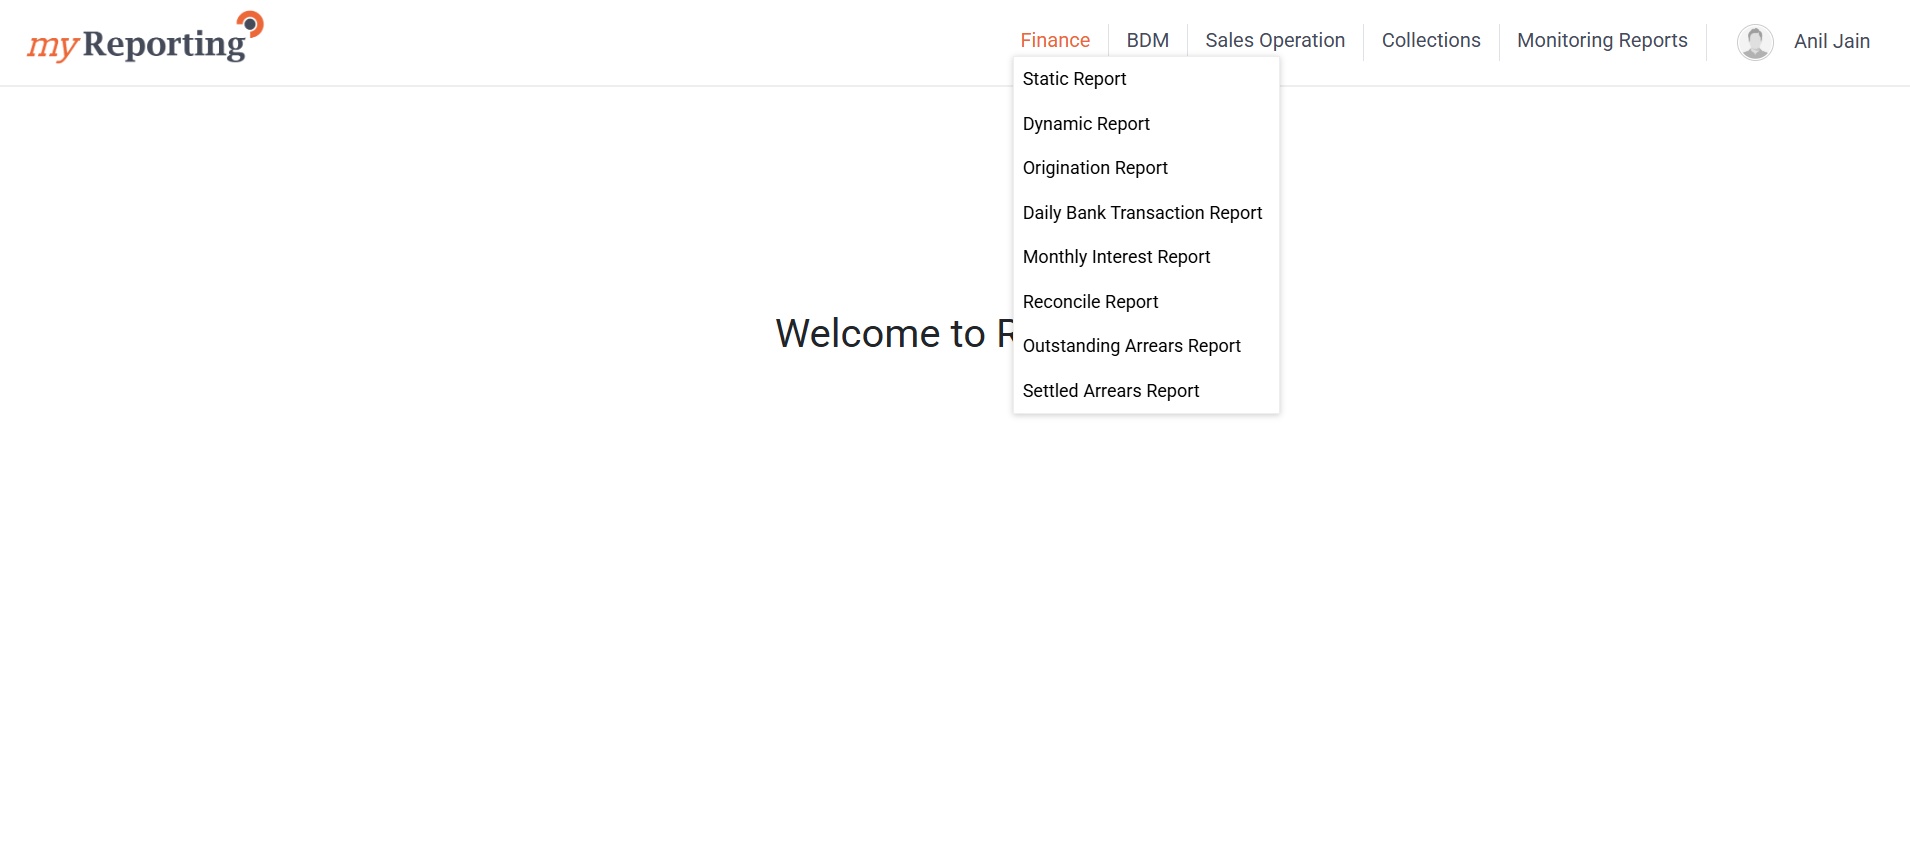 myReporting
Finance
BDM
Sales Operation
Collections
Monitoring Reports
Anil Jain
Static Report
Dynamic Report
Origination Report
Daily Bank Transaction Report
Monthly Interest Report
Reconcile Report
Outstanding Arrears Report
Settled Arrears Report
Welcome to